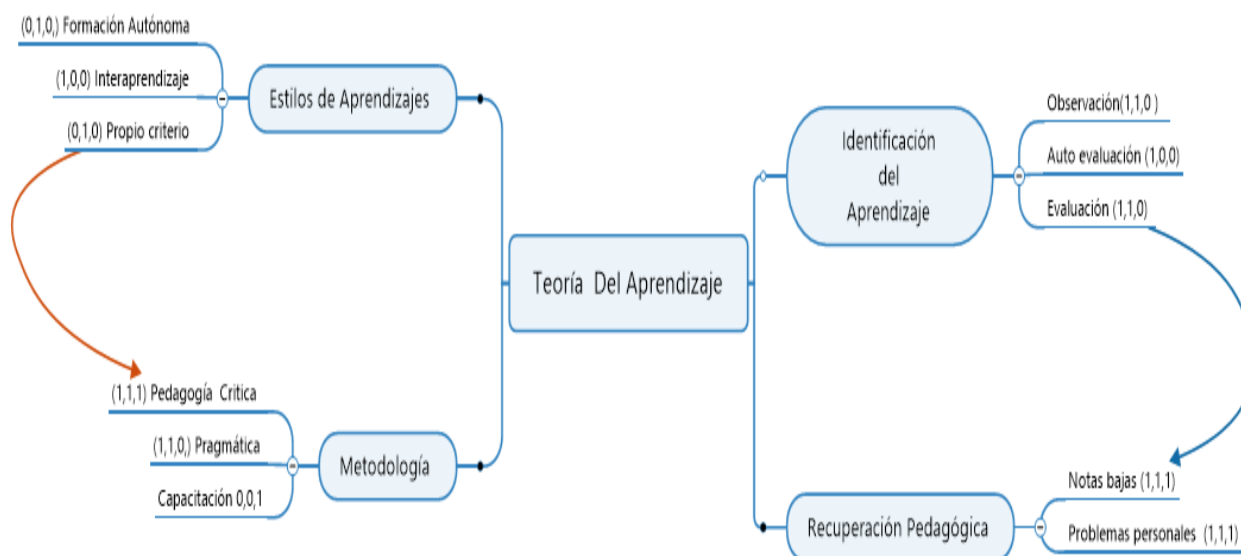 (0,1,0,) Formación Autónoma
(1,0,0) Interaprendizaje
(0,1,0) Propio criterio
Estilos de Aprendizajes
(1,1,1) Pedagogía Critica
(1,1,0,) Pragmática
Capacitación 0,0,1
Metodología
Teoría Del Aprendizaje
Identificación
del
Aprendizaje
Observación(1,1,0 )
Auto evaluación (1,0,0)
Evaluación (1,1,0)
Recuperación Pedagógica
Notas bajas (1,1,1)
Problemas personales (1,1,1)